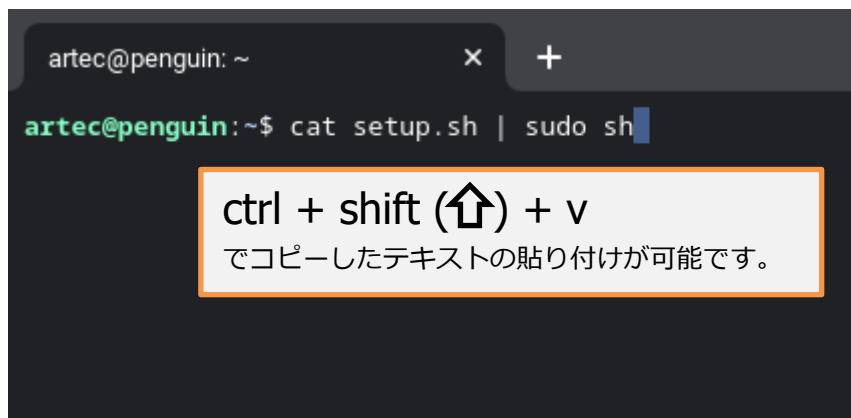 artec@penguin: ~
artec@penguin:~$ cat setup.sh | sudo sh
ctrl + shift (⇧) + v
でコピーしたテキストの貼り付けが可能です。